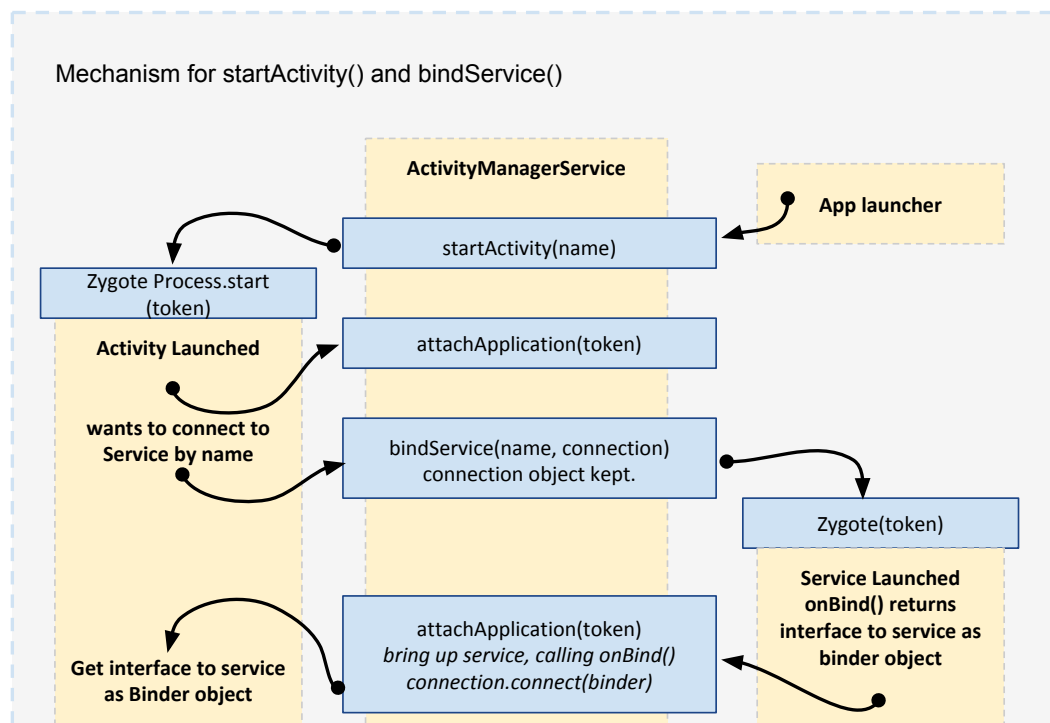 Mechanism for startActivity() and bindService()
ActivityManagerService
App launcher
startActivity(name)
Zygote Process.start
(token)
Activity Launched
attachApplication(token)
wants to connect to
Service by name
bindService(name, connection)
connection object kept.
Zygote(token)
Service Launched
onBind() returns
interface to service as
binder object
attachApplication(token)
bring up service, calling onBind()
connection.connect(binder)
Get interface to service
as Binder object